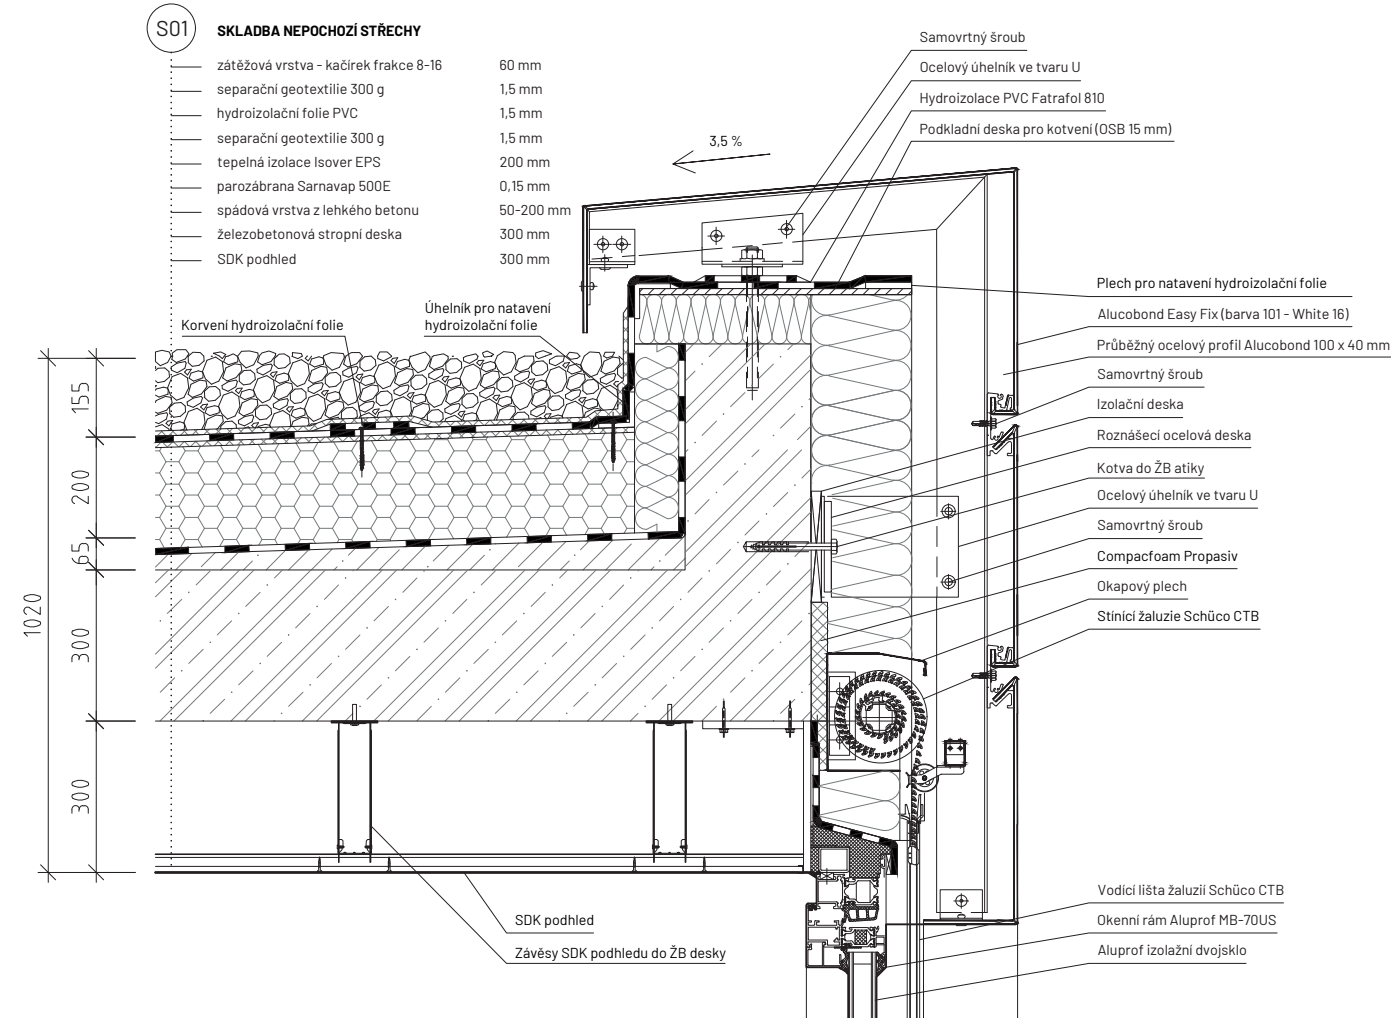 S01 SKLADBA NEPOCHOZÍ STŘECHY
zátěžová vrstva - kačírek frakce 8-16 60 mm
separační geotextilie 300 g 1,5 mm
hydroizolační folie PVC 1,5 mm
separační geotextilie 300 g 1,5 mm
tepelná izolace Isover EPS 200 mm
parozábrana Sarnavap 500E 0,15 mm
spádová vrstva z lehkého betonu 50-200 mm
železobetonová stropní deska 300 mm
SDK podhled 300 mm
Samovrtný šroub
Ocelový úhelník ve tvaru U
Hydroizolace PVC Fatrafol 810
Podkladní deska pro kotvení (OSB 15 mm)
3,5 %
Korvení hydroizolační folie
Úhelník pro natavení
hydroizolační folie
Plech pro natavení hydroizolační folie
Alucobond Easy Fix (barva 101 - White 16)
Průběžný ocelový profil Alucobond 100 x 40 mm
Samovrtný šroub
Izolační deska
Roznášecí ocelová deska
Kotva do ŽB atiky
Ocelový úhelník ve tvaru U
Samovrtný šroub
Compacfoam Propasiv
Okapový plech
Stínící žaluzie Schüco CTB
155
200
65
300
300
1020
SDK podhled
Závěsy SDK podhledu do ŽB desky
Vodící lišta žaluzií Schüco CTB
Okenní rám Aluprof MB-70US
Aluprof izolažní dvojsklo